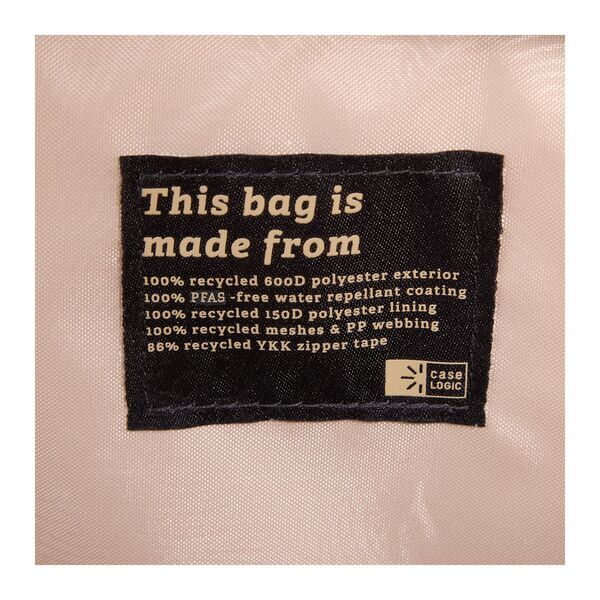 This bag is
made from
100% recycled 600D polyester exterior
100% PFAS -free water repellant coating
100% recycled 150D polyester lining
100% recycled meshes & PP webbing
86% recycled YKK zipper tape
case
LOGIC